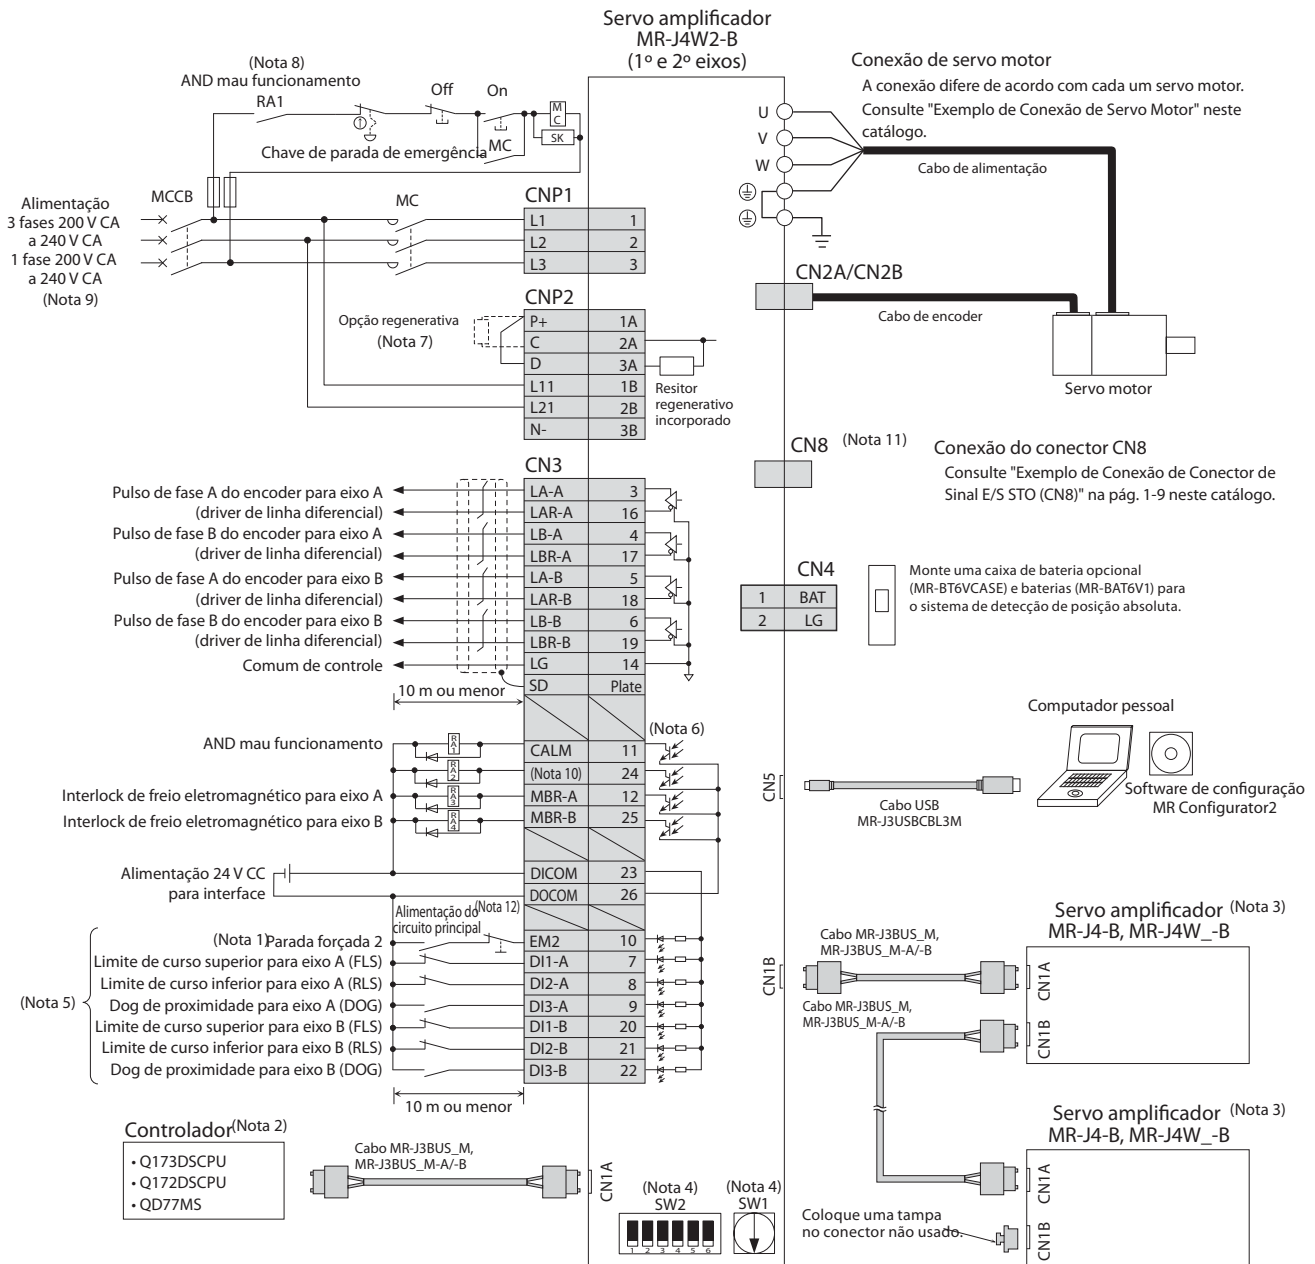 Servo amplificador
MR-J4W2-B
(1º e 2º eixos)
(Nota 8)
AND mau funcionamento
RA1
Off
On
M
C
SK
MC
Chave de parada de emergência
Alimentação
3 fases 200 V CA
a 240 V CA
1 fase 200 V CA
a 240 V CA
(Nota 9)
MCCB
MC
CNP1
L1 1
L2 2
L3 3
CNP2
Opção regenerativa
(Nota 7)
P+ 1A
C 2A
D 3A
L11 1B
L21 2B
N- 3B
Resitor
regenerativo
incorporado
CN3
Pulso de fase A do encoder para eixo A
LA-A 3
(driver de linha diferencial)
LAR-A 16
Pulso de fase B do encoder para eixo A
LB-A 4
(driver de linha diferencial)
LBR-A 17
Pulso de fase A do encoder para eixo B
LA-B 5
(driver de linha diferencial)
LAR-B 18
Pulso de fase B do encoder para eixo B
LB-B 6
(driver de linha diferencial)
LBR-B 19
Comum de controle
LG 14
SD Plate
10 m ou menor
(Nota 6)
AND mau funcionamento
RA1
CALM 11
RA2
(Nota 10) 24
Interlock de freio eletromagnético para eixo A
RA3
MBR-A 12
Interlock de freio eletromagnético para eixo B
RA4
MBR-B 25
Alimentação 24 V CC
para interface
DICOM 23
DOCOM 26
Alimentação do
circuito principal
(Nota 12)
(Nota 5)
(Nota 1)Parada forçada 2
EM2 10
Limite de curso superior para eixo A (FLS)
DI1-A 7
Limite de curso inferior para eixo A (RLS)
DI2-A 8
Dog de proximidade para eixo A (DOG)
DI3-A 9
Limite de curso superior para eixo B (FLS)
DI1-B 20
Limite de curso inferior para eixo B (RLS)
DI2-B 21
Dog de proximidade para eixo B (DOG)
DI3-B 22
10 m ou menor
Controlador(Nota 2)
• Q173DSCPU
• Q172DSCPU
• QD77MS
Cabo MR-J3BUS_M,
MR-J3BUS_M-A/-B
CN1A
(Nota 4)
SW2
1 2 3 4 5 6
(Nota 4)
SW1
Conexão de servo motor
A conexão difere de acordo com cada um servo motor.
Consulte "Exemplo de Conexão de Servo Motor" neste
catálogo.
U
V
W
Cabo de alimentação
CN2A/CN2B
Cabo de encoder
Servo motor
CN8 (Nota 11)
Conexão do conector CN8
Consulte "Exemplo de Conexão de Conector de
Sinal E/S STO (CN8)" na pág. 1-9 neste catálogo.
CN4
1 BAT
2 LG
Monte uma caixa de bateria opcional
(MR-BT6VCASE) e baterias (MR-BAT6V1) para
o sistema de detecção de posição absoluta.
Computador pessoal
CN5
Cabo USB
MR-J3USBCBL3M
Software de configuração
MR Configurator2
Servo amplificador (Nota 3)
MR-J4-B, MR-J4W_-B
Cabo MR-J3BUS_M,
MR-J3BUS_M-A/-B
CN1B
CN1A
Cabo MR-J3BUS_M,
MR-J3BUS_M-A/-B
CN1B
Servo amplificador (Nota 3)
MR-J4-B, MR-J4W_-B
CN1A
Coloque uma tampa
no conector não usado.
CN1B